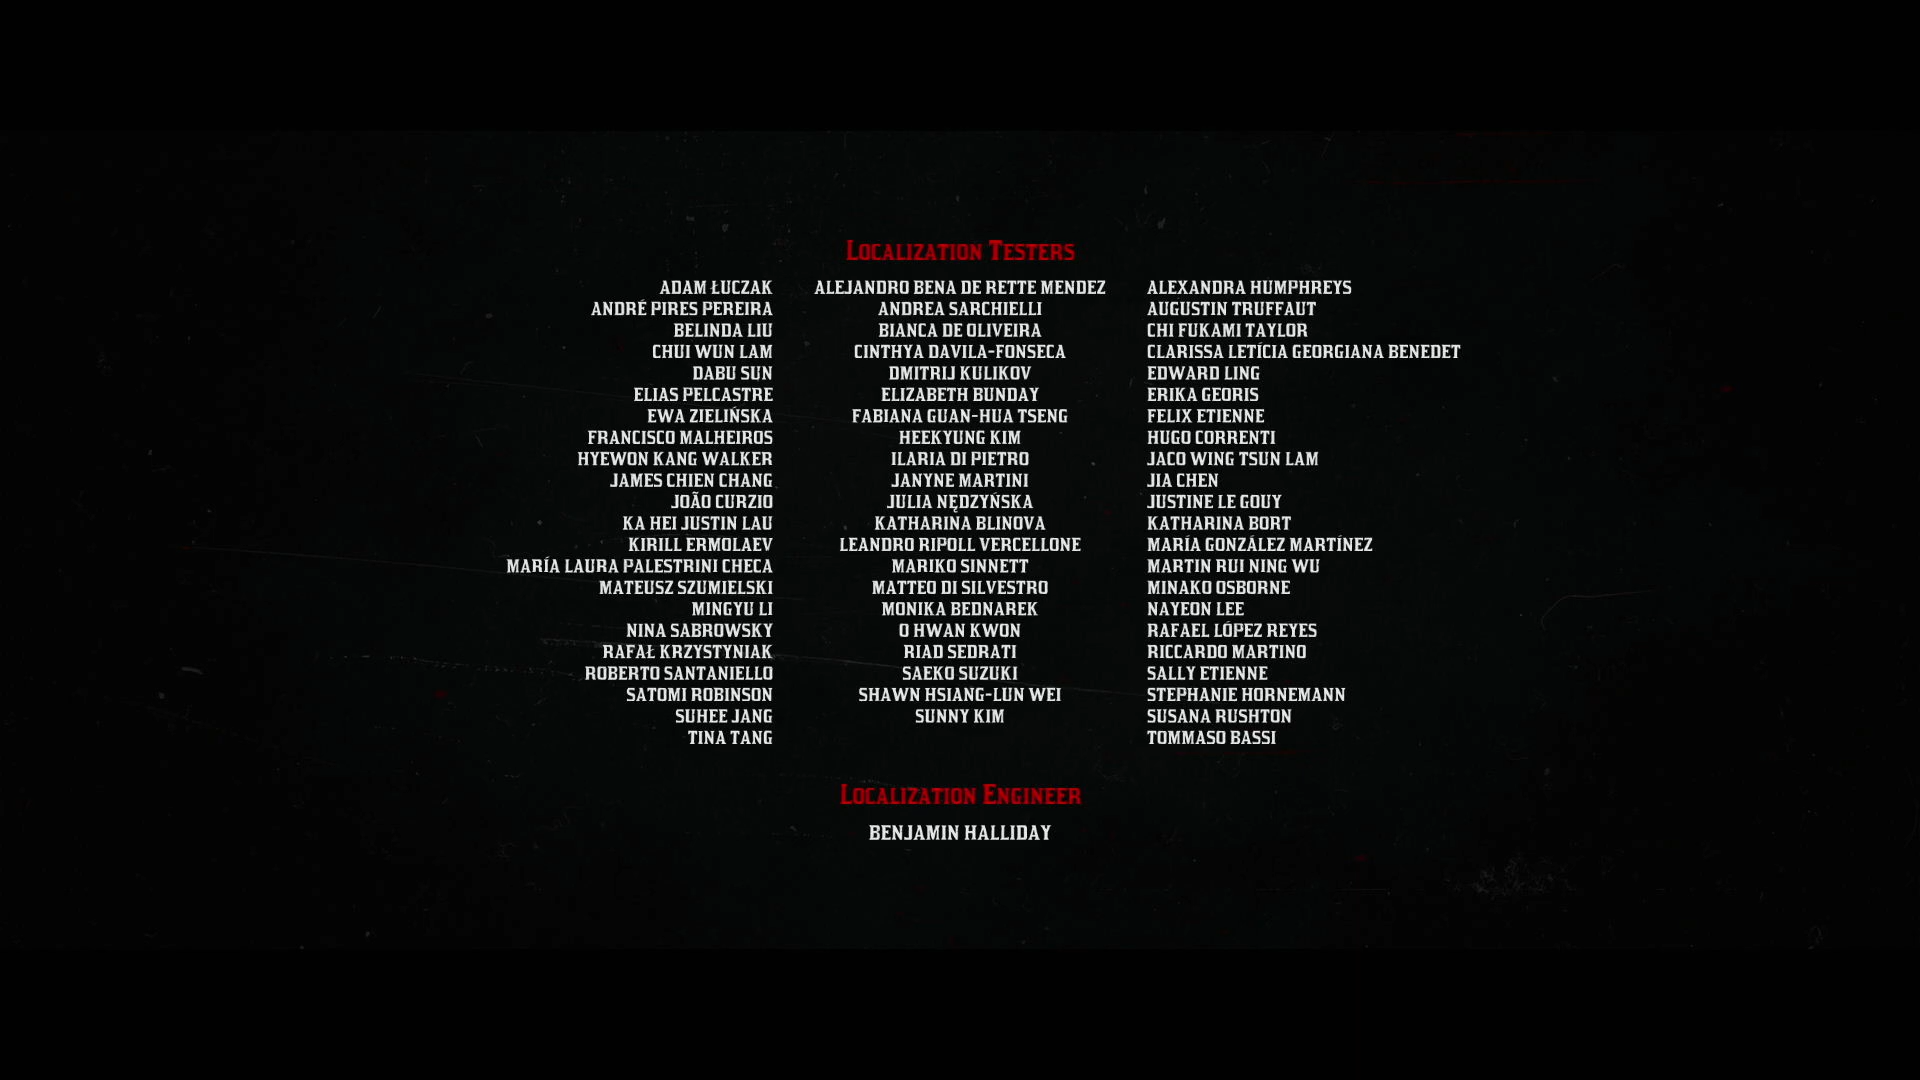 Localization Testers
ADAM ŁUCZAK ALEJANDRO BENA DE RETTE MENDEZ ALEXANDRA HUMPHREYS
ANDRÉ PIRES PEREIRA ANDREA SARCHIELLI AUGUSTIN TRUFFAUT
BELINDA LIU BIANCA DE OLIVEIRA CHI FUKAMI TAYLOR
CHUI WUN LAM CINTHYA DAVILA-FONSECA CLARISSA LETÍCIA GEORGIANA BENEDET
DABU SUN DMITRIJ KULIKOV EDWARD LING
ELIAS PELCASTRE ELIZABETH BUNDAY ERIKA GEORIS
EWA ZIELIŃSKA FABIANA GUAN-HUA TSENG FELIX ETIENNE
FRANCISCO MALHEIROS HEEKYUNG KIM HUGO CORRENTI
HYEWON KANG WALKER ILARIA DI PIETRO JACO WING TSUN LAM
JAMES CHIEN CHANG JANYNE MARTINI JIA CHEN
JOÃO CURZIO JULIA NĘDZYŃSKA JUSTINE LE GOUY
KA HEI JUSTIN LAU KATHARINA BLINOVA KATHARINA BORT
KIRILL ERMOLAEV LEANDRO RIPOLL VERCELLONE MARÍA GONZÁLEZ MARTÍNEZ
MARÍA LAURA PALESTRINI CHECA MARIKO SINNETT MARTIN RUI NING WU
MATEUSZ SZUMIELSKI MATTEO DI SILVESTRO MINAKO OSBORNE
MINGYU LI MONIKA BEDNAREK NAYEON LEE
NINA SABROWSKY O HWAN KWON RAFAEL LÓPEZ REYES
RAFAŁ KRZYSTYNIAK RIAD SEDRATI RICCARDO MARTINO
ROBERTO SANTANIELLO SAEKO SUZUKI SALLY ETIENNE
SATOMI ROBINSON SHAWN HSIANG-LUN WEI STEPHANIE HORNEMANN
SUHEE JANG SUNNY KIM SUSANA RUSHTON
TINA TANG TOMMASO BASSI
Localization Engineer
BENJAMIN HALLIDAY